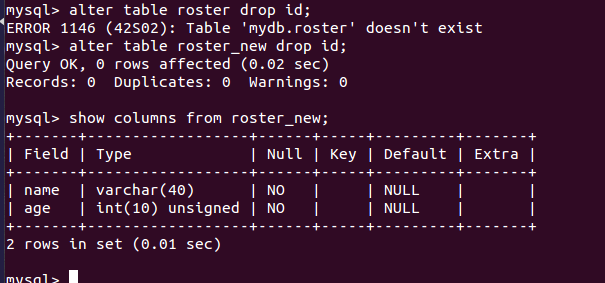 mysql> alter table roster drop id;
ERROR 1146 (42S02): Table 'mydb.roster' doesn't exist
mysql> alter table roster_new drop id;
Query OK, 0 rows affected (0.02 sec)
Records: 0  Duplicates: 0  Warnings: 0

mysql> show columns from roster_new;
+-------+------------------+------+-----+---------+-------+
| Field | Type             | Null | Key | Default | Extra |
+-------+------------------+------+-----+---------+-------+
| name  | varchar(40)      | NO   |     | NULL    |       |
| age   | int(10) unsigned | NO   |     | NULL    |       |
+-------+------------------+------+-----+---------+-------+
2 rows in set (0.01 sec)

mysql>